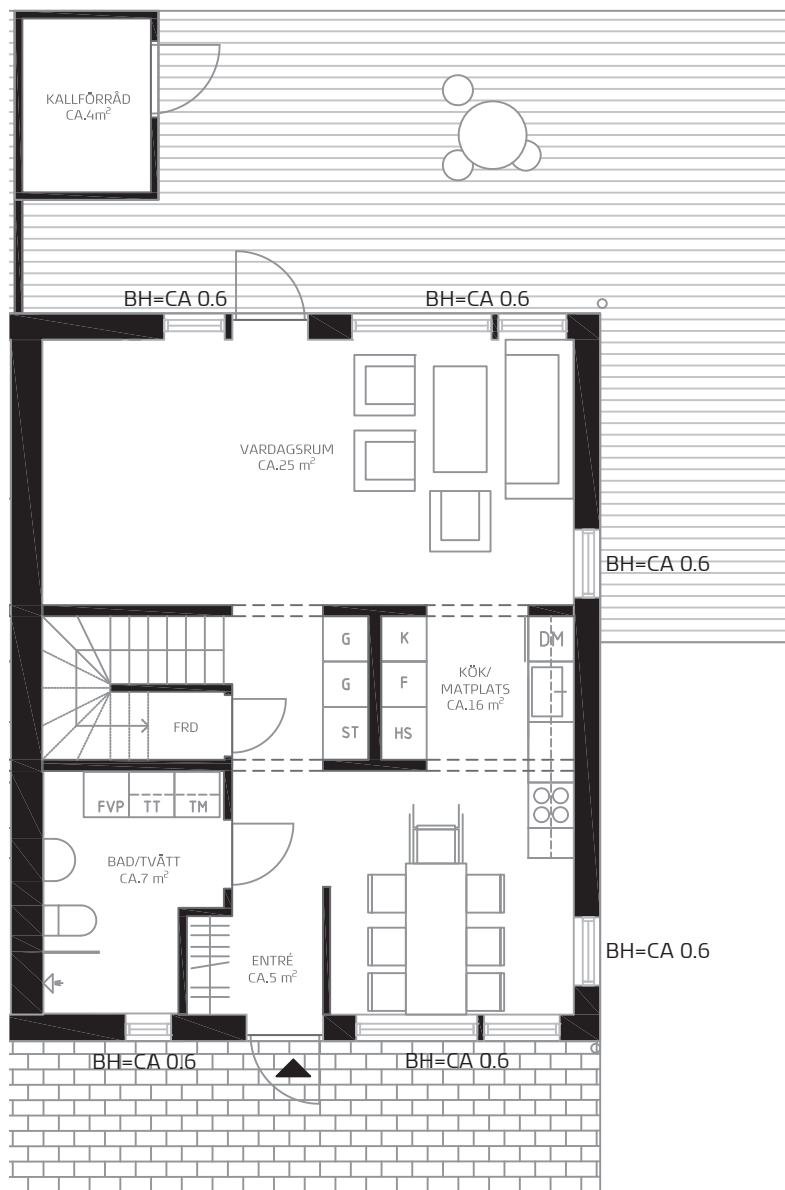 KALLFÖRRÅD
CA.4m²
BH=CA 0.6
BH=CA 0.6
VARDAGSRUM
CA.25 m²
BH=CA 0.6
G
K
DM
G
F
KÖK/
MATPLATS
CA.16 m²
FRD
ST
HS
FVP
TT
TM
BAD/TVÄTT
CA.7 m²
ENTRÉ
CA.5 m²
BH=CA 0.6
BH=CA 0.6
BH=CA 0.6